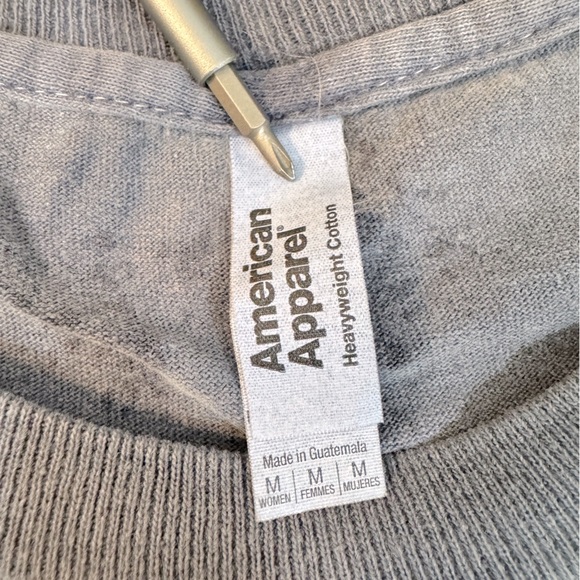 American
Apparel®
Heavyweight Cotton
Made in Guatemala
M | M | M
WOMEN | FEMMES | MUJERES